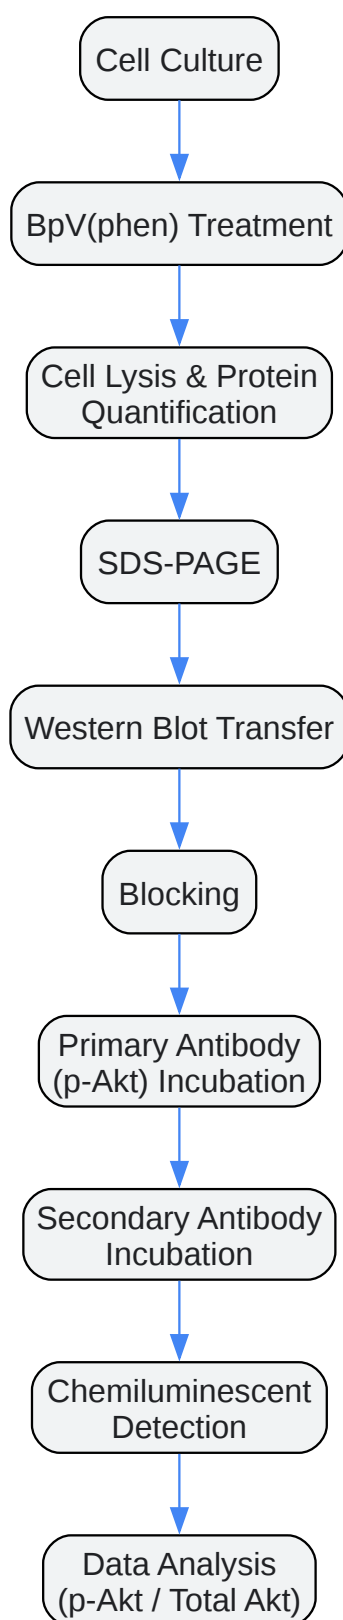 Cell Culture
BpV(phen) Treatment
Cell Lysis & Protein
Quantification
SDS-PAGE
Western Blot Transfer
Blocking
Primary Antibody
(p-Akt) Incubation
Secondary Antibody
Incubation
Chemiluminescent
Detection
Data Analysis
(p-Akt / Total Akt)